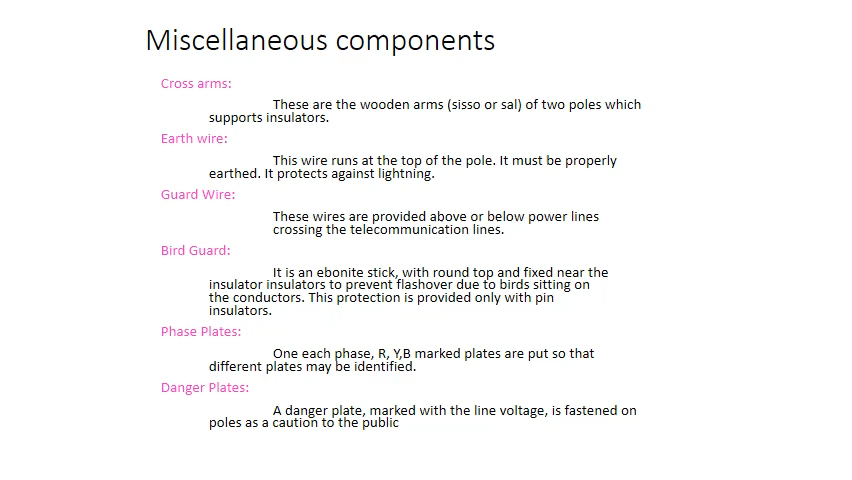 Miscellaneous components
Cross arms:
These are the wooden arms (sisso or sal) of two poles which
supports insulators.
Earth wire:
This wire runs at the top of the pole. It must be properly
earthed. It protects against lightning.
Guard Wire:
These wires are provided above or below power lines
crossing the telecommunication lines.
Bird Guard:
It is an ebonite stick, with round top and fixed near the
insulator insulators to prevent flashover due to birds sitting on
the conductors. This protection is provided only with pin
insulators.
Phase Plates:
One each phase, R, Y,B marked plates are put so that
different plates may be identified.
Danger Plates:
A danger plate, marked with the line voltage, is fastened on
poles as a caution to the public